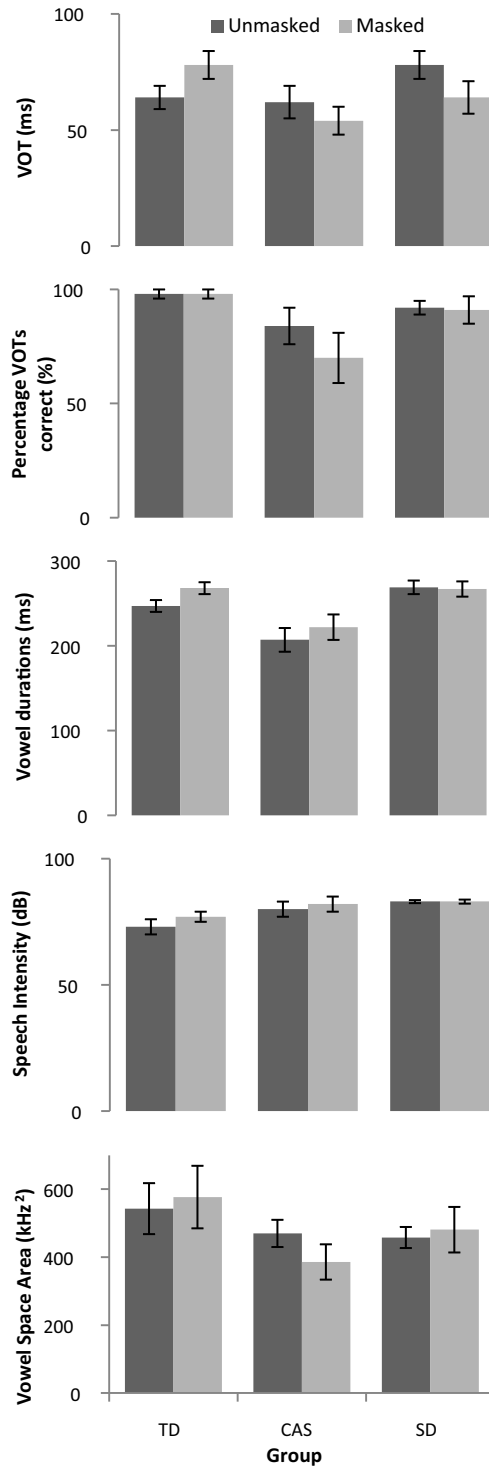 Unmasked Masked
VOT (ms)
100
50
0
Percentage VOTs
correct (%)
100
50
0
Vowel durations (ms)
300
200
100
0
Speech Intensity (dB)
100
50
0
Vowel Space Area (kHz²)
600
400
200
0
TD CAS SD
Group